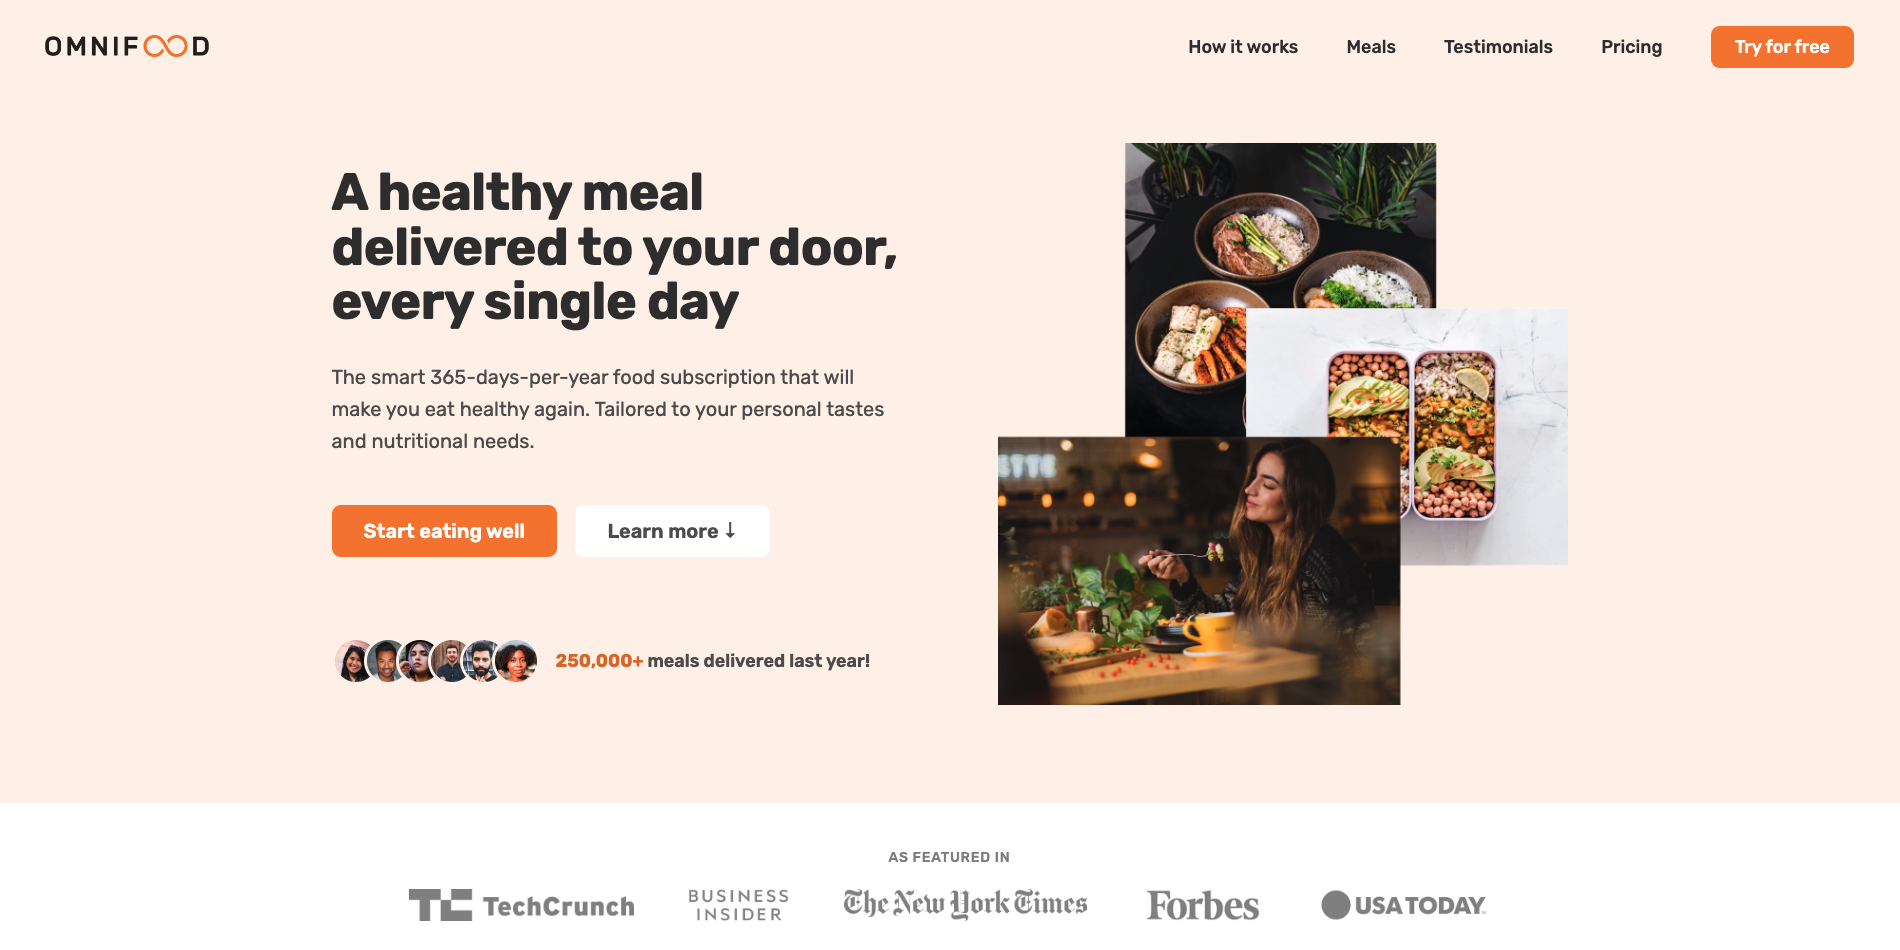 OMNIFOOD
How it works
Meals
Testimonials
Pricing
Try for free
A healthy meal
delivered to your door,
every single day
The smart 365-days-per-year food subscription that will
make you eat healthy again. Tailored to your personal tastes
and nutritional needs.
Start eating well
Learn more ↓
250,000+ meals delivered last year!
AS FEATURED IN
TechCrunch
BUSINESS
INSIDER
The New York Times
Forbes
USA TODAY